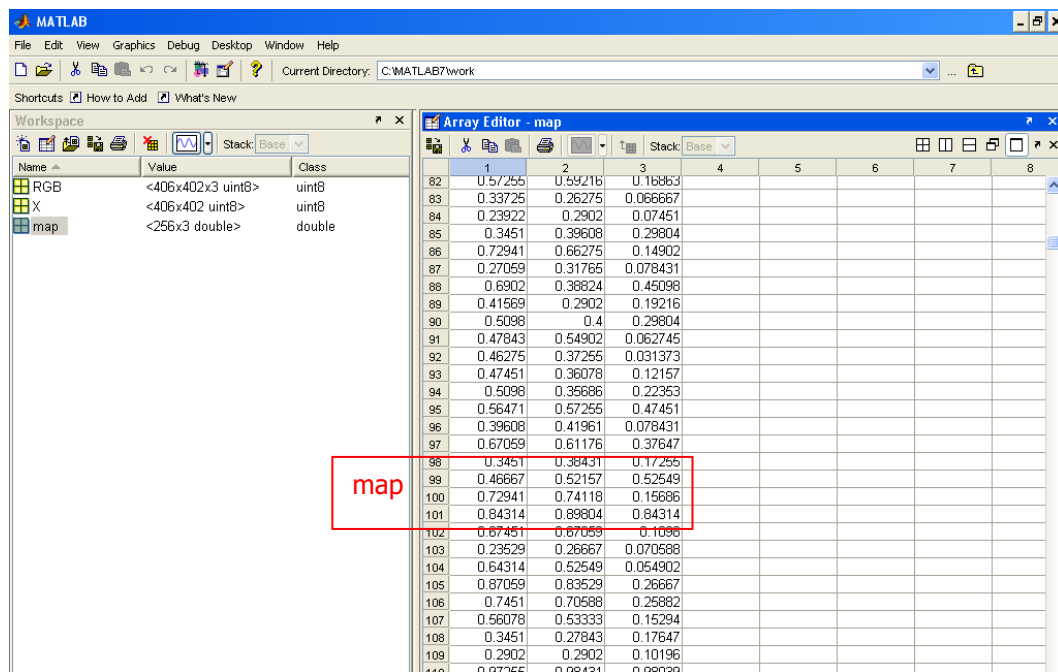 MATLAB
File Edit View Graphics Debug Desktop Window Help
Current Directory: C:\MATLAB7\work
Shortcuts How to Add What's New
Workspace
Stack: Base
Name Value Class
RGB <406x402x3 uint8> uint8
X <406x402 uint8> uint8
map <256x3 double> double
Array Editor - map
Stack: Base
1 2 3 4 5 6 7 8
82 0.57255 0.59216 0.16863
83 0.33725 0.26275 0.066667
84 0.23922 0.2902 0.07451
85 0.3451 0.39608 0.29804
86 0.72941 0.66275 0.14902
87 0.27059 0.31765 0.078431
88 0.6902 0.38824 0.45098
89 0.41569 0.2902 0.19216
90 0.5098 0.4 0.29804
91 0.47843 0.54902 0.062745
92 0.46275 0.37255 0.031373
93 0.47451 0.36078 0.12157
94 0.5098 0.35686 0.22353
95 0.56471 0.57255 0.47451
96 0.39608 0.41961 0.078431
97 0.67059 0.61176 0.37647
98 0.3451 0.38431 0.17255
99 0.46667 0.52157 0.52549
map
100 0.72941 0.74118 0.15686
101 0.84314 0.89804 0.84314
102 0.67451 0.67059 0.1098
103 0.23529 0.26667 0.070588
104 0.64314 0.52549 0.054902
105 0.87059 0.83529 0.26667
106 0.7451 0.70588 0.25882
107 0.56078 0.53333 0.15294
108 0.3451 0.27843 0.17647
109 0.2902 0.2902 0.10196
110 0.97255 0.98431 0.98039